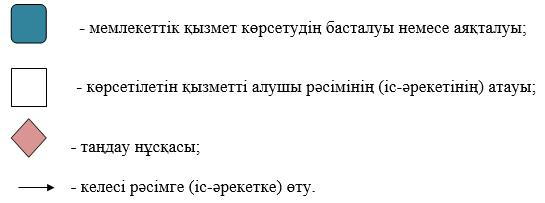 - мемлекеттік қызмет көрсетудің басталуы немесе аяқталуы;
- көрсетілетін қызметті алушы рәсімінің (іс-әрекетінің) атауы;
- таңдау нұсқасы;
- келесі рәсімге (іс-әрекетке) өту.